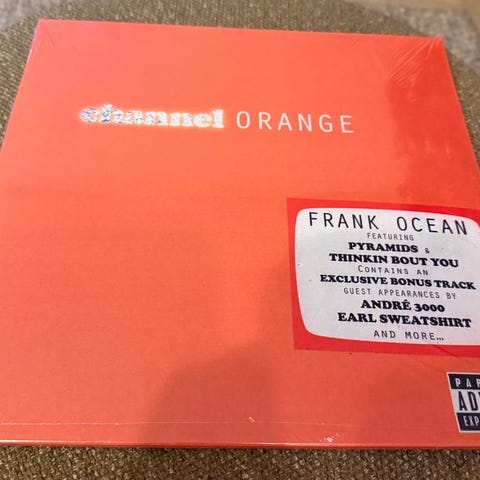 channel ORANGE
FRANK OCEAN
FEATURING
PYRAMIDS &
THINKIN BOUT YOU
CONTAINS AN
EXCLUSIVE BONUS TRACK
GUEST APPEARANCES BY
ANDRÉ 3000
EARL SWEATSHIRT
AND MORE...